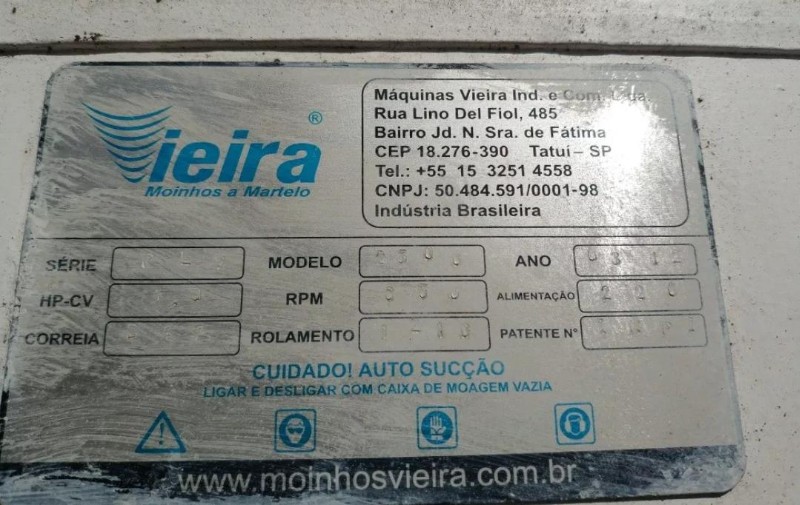 Vieira ®
Moinhos a Martelo
Máquinas Vieira Ind. e Com. Ltda
Rua Lino Del Fiol, 485
Bairro Jd. N. Sra. de Fátima
CEP 18.276-390 Tatuí – SP
Tel.: +55 15 3251 4558
CNPJ: 50.484.591/0001-98
Indústria Brasileira
SÉRIE MODELO ANO
HP-CV RPM ALIMENTAÇÃO 220
CORREIA ROLAMENTO PATENTE Nº
CUIDADO! AUTO SUCÇÃO
LIGAR E DESLIGAR COM CAIXA DE MOAGEM VAZIA
www.moinhosvieira.com.br